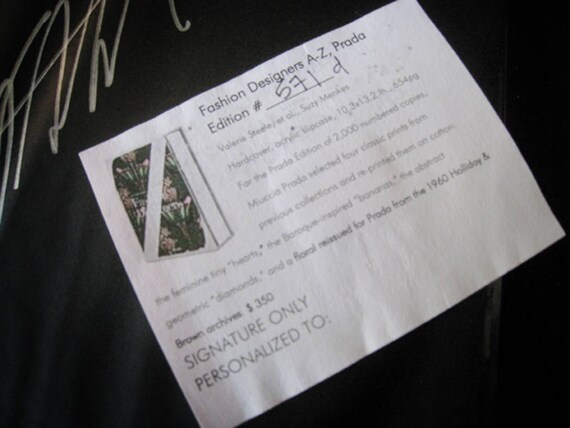 Fashion Designers A-Z, Prada
Edition # 571 d
Valerie Steele, et al., Suzy Menkes
Hardcover, acrylic slipcase, 10.3x13.2 in., 654pg
For the Prada Edition of 2,000 numbered copies,
Miuccia Prada selected four classic prints from
previous collections and re-printed them on cotton:
the feminine tiny "hearts," the Baroque-inspired "bananas," the abstract
geometric "diamonds," and a floral reissued for Prada from the 1960 Holliday &
Brown archives $ 350
SIGNATURE ONLY
PERSONALIZED TO: